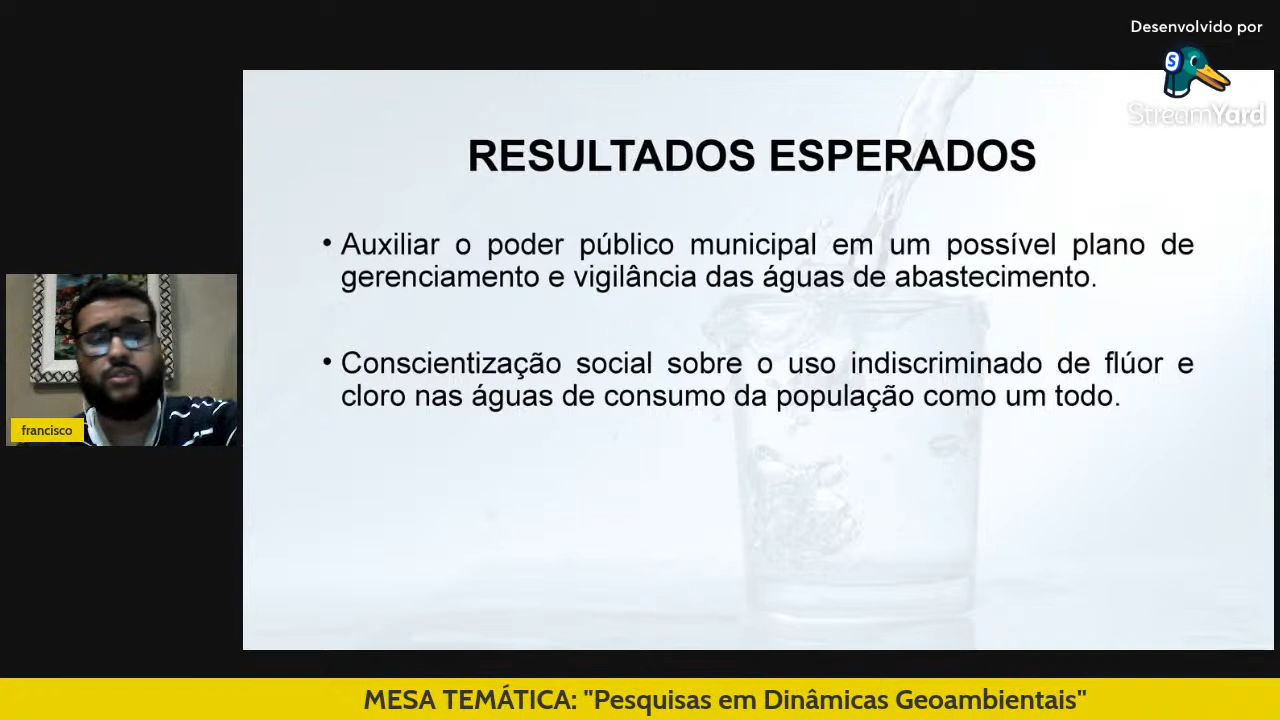 Desenvolvido por
StreamYard
RESULTADOS ESPERADOS
• Auxiliar o poder público municipal em um possível plano de
gerenciamento e vigilância das águas de abastecimento.
• Conscientização social sobre o uso indiscriminado de flúor e
cloro nas águas de consumo da população como um todo.
francisco
MESA TEMÁTICA: "Pesquisas em Dinâmicas Geoambientais"